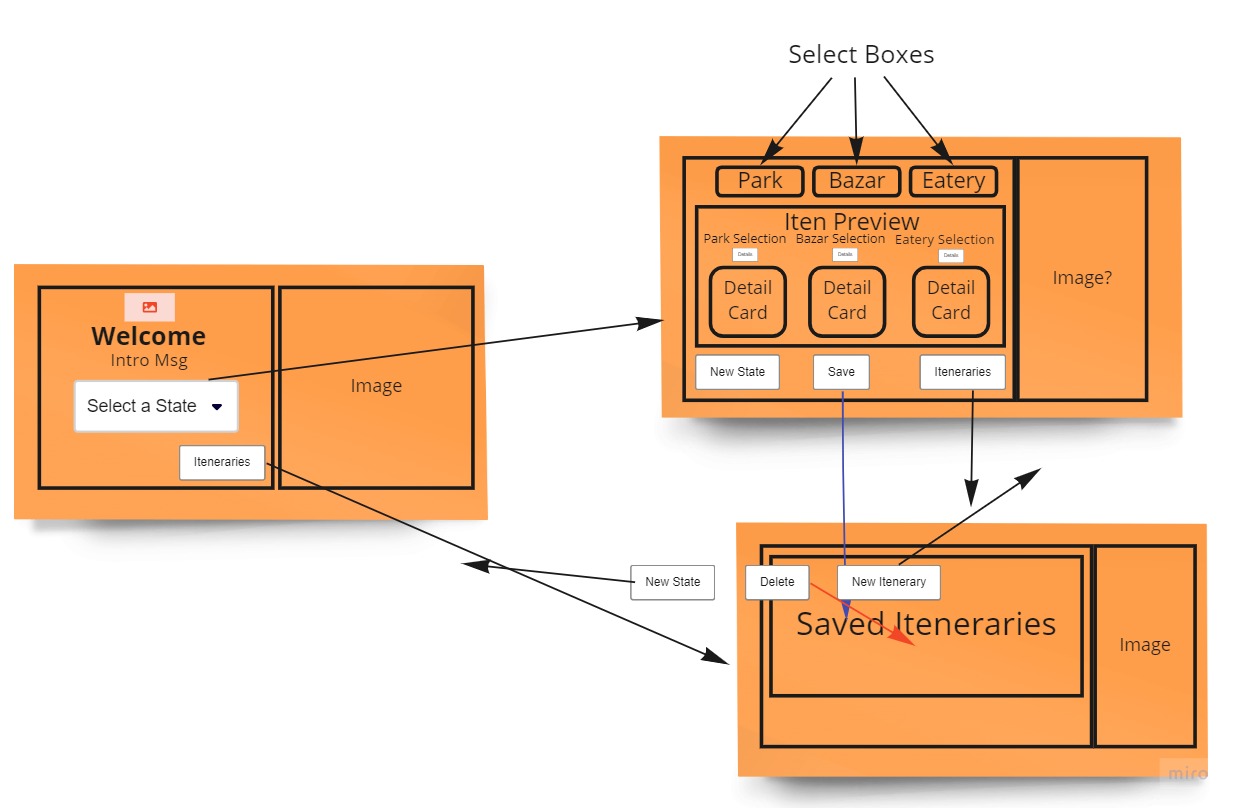 Select Boxes
Park
Bazar
Eatery
Iten Preview
Park Selection
Bazar Selection
Eatery Selection
Details
Details
Details
Detail
Card
Detail
Card
Detail
Card
New State
Save
Iteneraries
Image?
Welcome
Intro Msg
Select a State
Iteneraries
Image
New State
Delete
New Itenerary
Saved Iteneraries
Image
miro